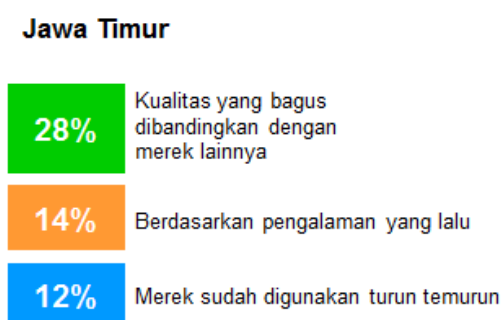 Jawa Timur
28%
Kualitas yang bagus
dibandingkan dengan
merek lainnya
14%
Berdasarkan pengalaman yang lalu
12%
Merek sudah digunakan turun temurun